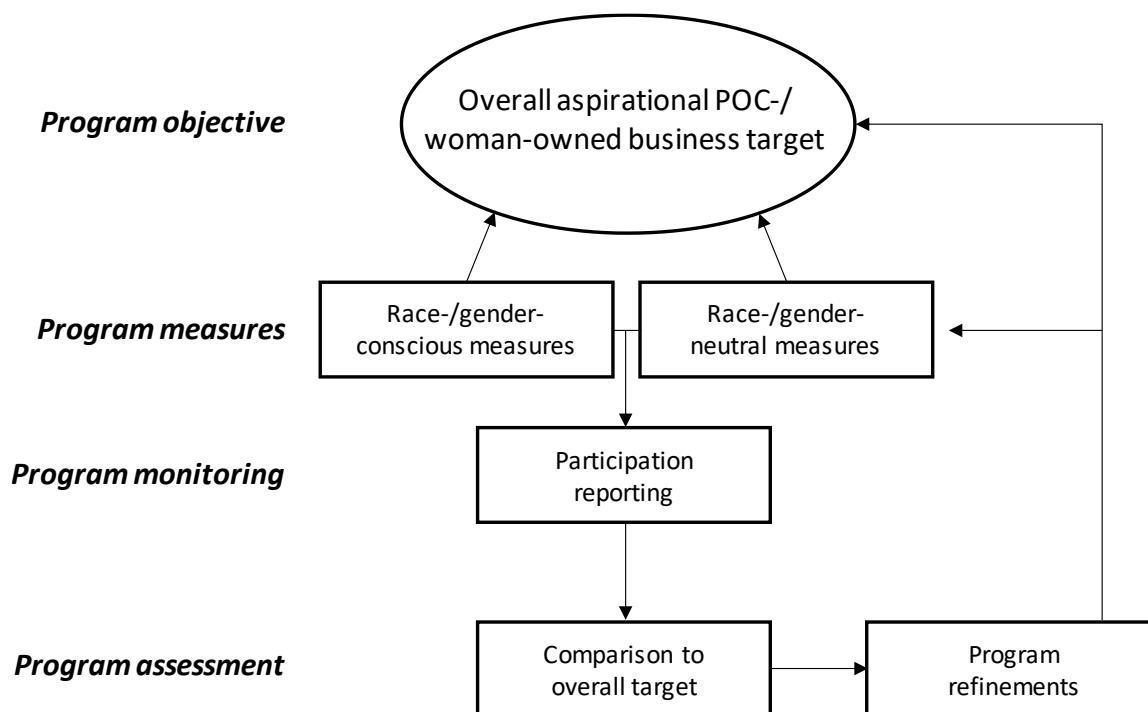 Program objective
Overall aspirational POC-/
woman-owned business target
Program measures
Race-/gender-
conscious measures
Race-/gender-
neutral measures
Program monitoring
Participation
reporting
Program assessment
Comparison to
overall target
Program
refinements